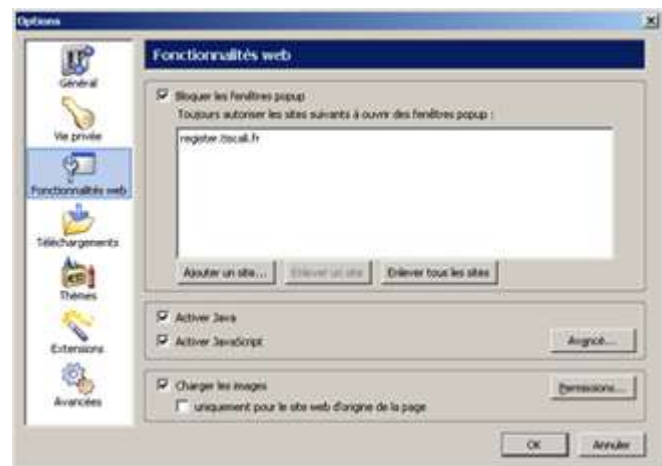 Options
Général
Vie privée
Fonctionnalités web
Téléchargements
Thèmes
Extensions
Avancées
Fonctionnalités web
Bloquer les fenêtres popup
Toujours autoriser les sites suivants à ouvrir des fenêtres popup :
register.tiscali.fr
Ajouter un site...
Enlever un site
Enlever tous les sites
Activer Java
Activer JavaScript
Avancé...
Charger les images
Permissions...
uniquement pour le site web d'origine de la page
OK
Annuler